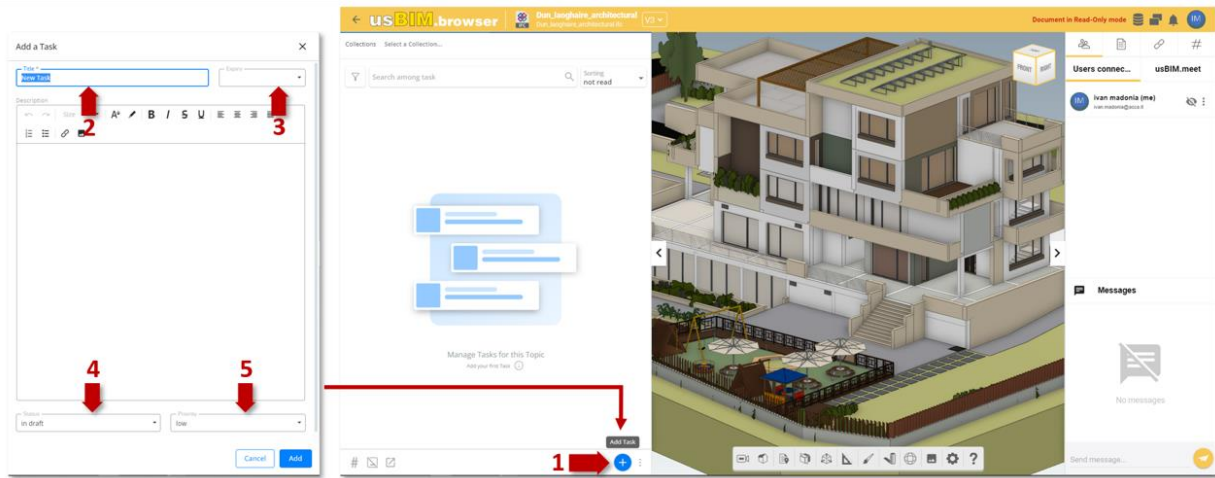 Add a Task
Title *
New Task
Expiry
2
3
Description
Size
B I S U
4
5
Status
in draft
Priority
low
Cancel
Add
usBIM.browser
Dun_laoghaire_architectural
V3
Document in Read-Only mode
IM
Collections Select a Collection...
Search among task
Sorting
not read
Manage Tasks for this Topic
Add your first Task
Add Task
1
#
FRONT
RIGHT
#
Users connec...
usBIM.meet
IM
ivan madonia (me)
ivan.madonia@acca.it
Messages
No messages
Send message...
?